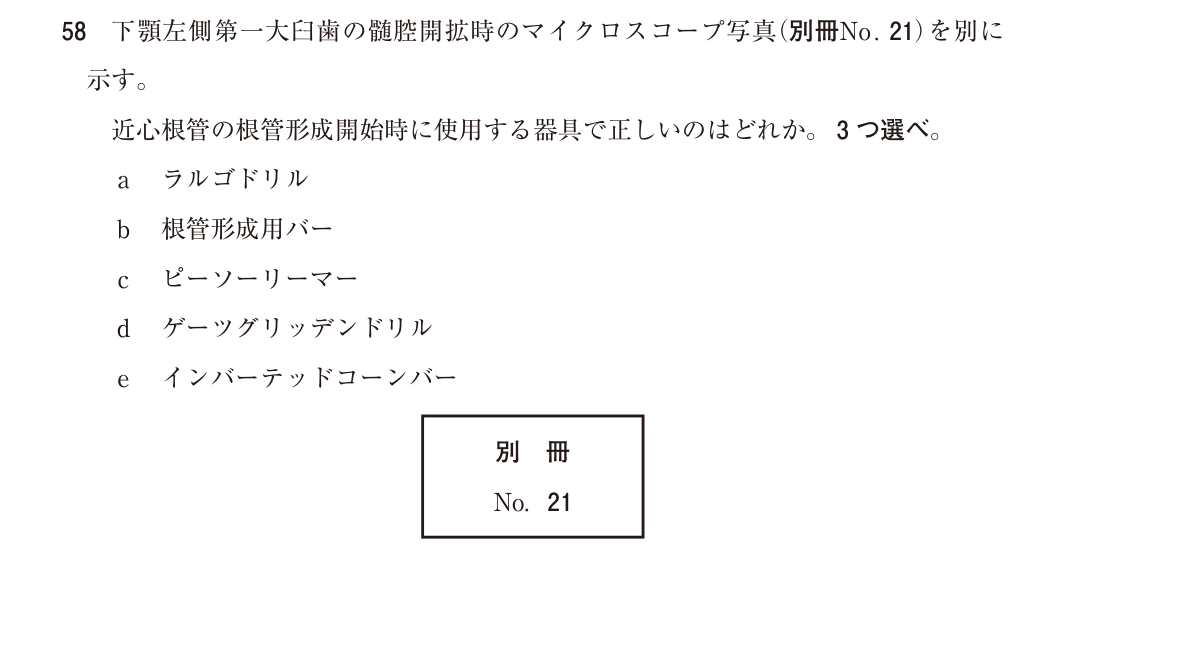 58 下顎左側第一大臼歯の髄腔開拡時のマイクロスコープ写真(別冊No. 21)を別に
示す。
近心根管の根管形成開始時に使用する器具で正しいのはどれか。3つ選べ。
a ラルゴドリル
b 根管形成用バー
c ピーソーリーマー
d ゲーツグリッデンドリル
e インバーテッドコーンバー
別 冊
No. 21